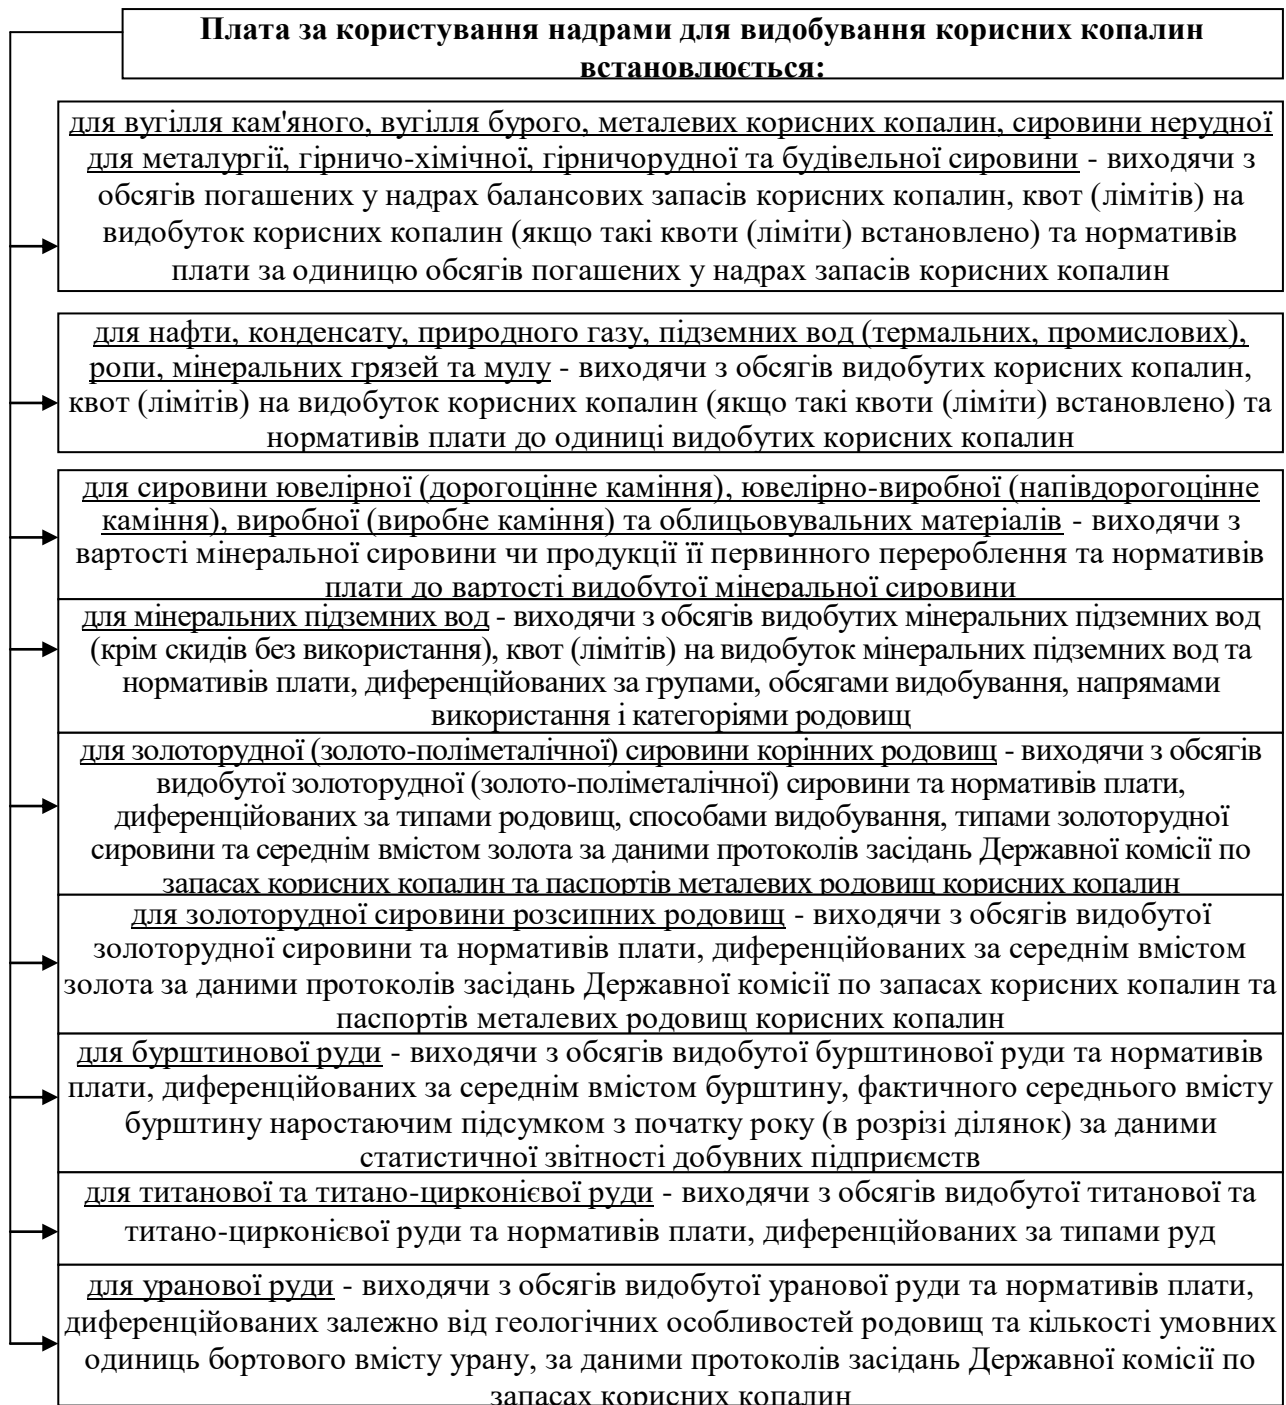 Плата за користування надрами для видобування корисних копалин
встановлюється:
для вугілля кам'яного, вугілля бурого, металевих корисних копалин, сировини нерудної
для металургії, гірничо-хімічної, гірничорудної та будівельної сировини - виходячи з
обсягів погашених у надрах балансових запасів корисних копалин, квот (лімітів) на
видобуток корисних копалин (якщо такі квоти (ліміти) встановлено) та нормативів
плати за одиницю обсягів погашених у надрах запасів корисних копалин
для нафти, конденсату, природного газу, підземних вод (термальних, промислових),
ропи, мінеральних грязей та мулу - виходячи з обсягів видобутих корисних копалин,
квот (лімітів) на видобуток корисних копалин (якщо такі квоти (ліміти) встановлено) та
нормативів плати до одиниці видобутих корисних копалин
для сировини ювелірної (дорогоцінне каміння), ювелірно-виробної (напівдорогоцінне
каміння), виробної (виробне каміння) та облицьовувальних матеріалів - виходячи з
вартості мінеральної сировини чи продукції її первинного перероблення та нормативів
плати до вартості видобутої мінеральної сировини
для мінеральних підземних вод - виходячи з обсягів видобутих мінеральних підземних вод
(крім скидів без використання), квот (лімітів) на видобуток мінеральних підземних вод та
нормативів плати, диференційованих за групами, обсягами видобування, напрямами
використання і категоріями родовищ
для золоторудної (золото-поліметалічної) сировини корінних родовищ - виходячи з обсягів
видобутої золоторудної (золото-поліметалічної) сировини та нормативів плати,
диференційованих за типами родовищ, способами видобування, типами золоторудної
сировини та середнім вмістом золота за даними протоколів засідань Державної комісії по
запасах корисних копалин та паспортів металевих родовищ корисних копалин
для золоторудної сировини розсипних родовищ - виходячи з обсягів видобутої
золоторудної сировини та нормативів плати, диференційованих за середнім вмістом
золота за даними протоколів засідань Державної комісії по запасах корисних копалин та
паспортів металевих родовищ корисних копалин
для бурштинової руди - виходячи з обсягів видобутої бурштинової руди та нормативів
плати, диференційованих за середнім вмістом бурштину, фактичного середнього вмісту
бурштину наростаючим підсумком з початку року (в розрізі ділянок) за даними
статистичної звітності добувних підприємств
для титанової та титано-цирконієвої руди - виходячи з обсягів видобутої титанової та
титано-цирконієвої руди та нормативів плати, диференційованих за типами руд
для уранової руди - виходячи з обсягів видобутої уранової руди та нормативів плати,
диференційованих залежно від геологічних особливостей родовищ та кількості умовних
одиниць бортового вмісту урану, за даними протоколів засідань Державної комісії по
запасах корисних копалин